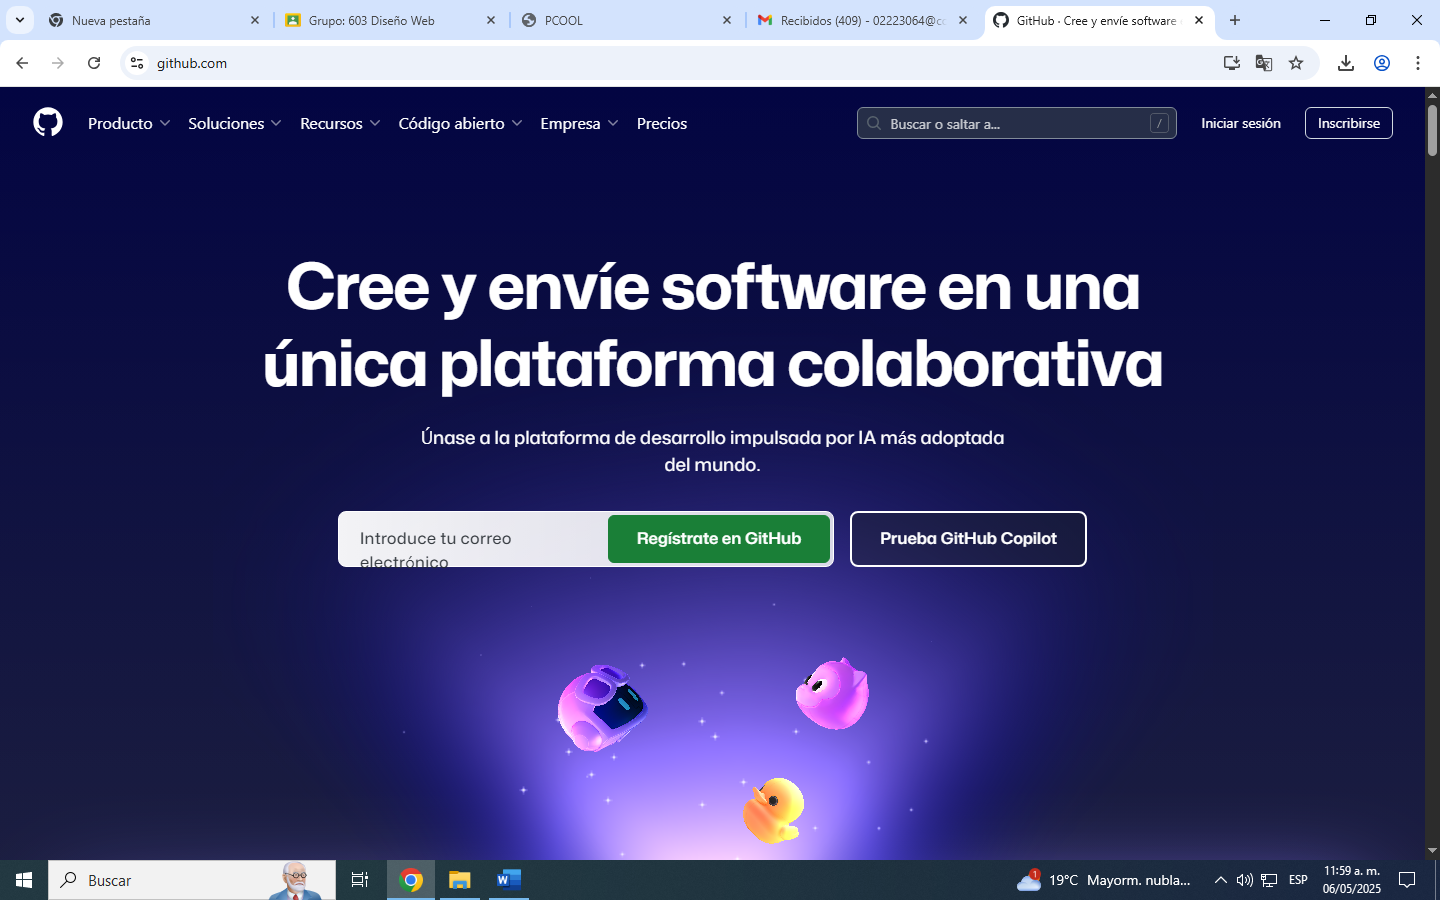 Nueva pestaña
Grupo: 603 Diseño Web
PCOOL
Recibidos (409) - 02223064@cc
GitHub · Cree y envíe software
github.com
Producto
Soluciones
Recursos
Código abierto
Empresa
Precios
Buscar o saltar a...
/
Iniciar sesión
Inscribirse
Cree y envíe software en una
única plataforma colaborativa
Únase a la plataforma de desarrollo impulsada por IA más adoptada
del mundo.
Introduce tu correo
electrónico
Regístrate en GitHub
Prueba GitHub Copilot
Buscar
1
19°C Mayorm. nubla...
ESP
11:59 a. m.
06/05/2025